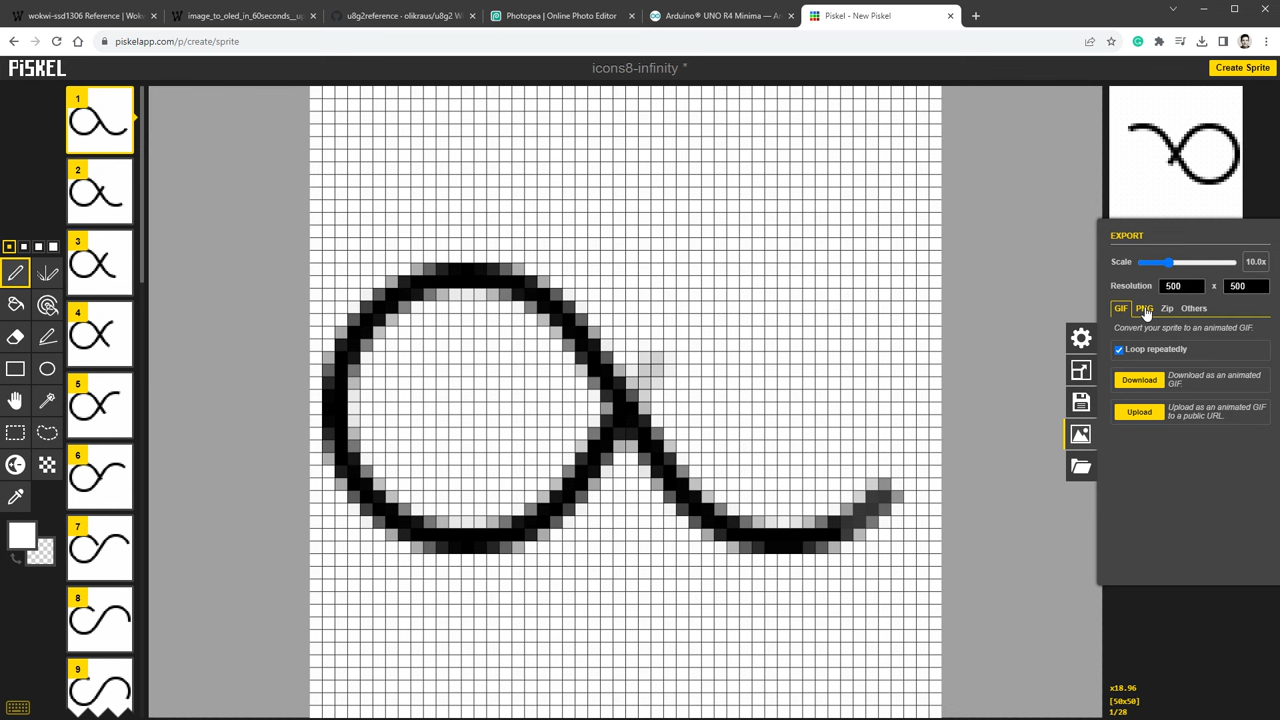 wokwi-ssd1306 Reference | Wok
image_to_oled_in_60seconds_u
u8g2reference - olikraus/u8g2 W
Photopea | Online Photo Editor
Arduino® UNO R4 Minima — A
Piskel - New Piskel
piskelapp.com/p/create/sprite
PiSKEL
icons8-infinity *
Create Sprite
1
2
3
4
5
6
7
8
9
EXPORT
Scale 10.0x
Resolution 500 x 500
GIF PNG Zip Others
Convert your sprite to an animated GIF.
Loop repeatedly
Download Download as an animated
GIF.
Upload Upload as an animated GIF
to a public URL.
x18.96
[50x50]
1/28